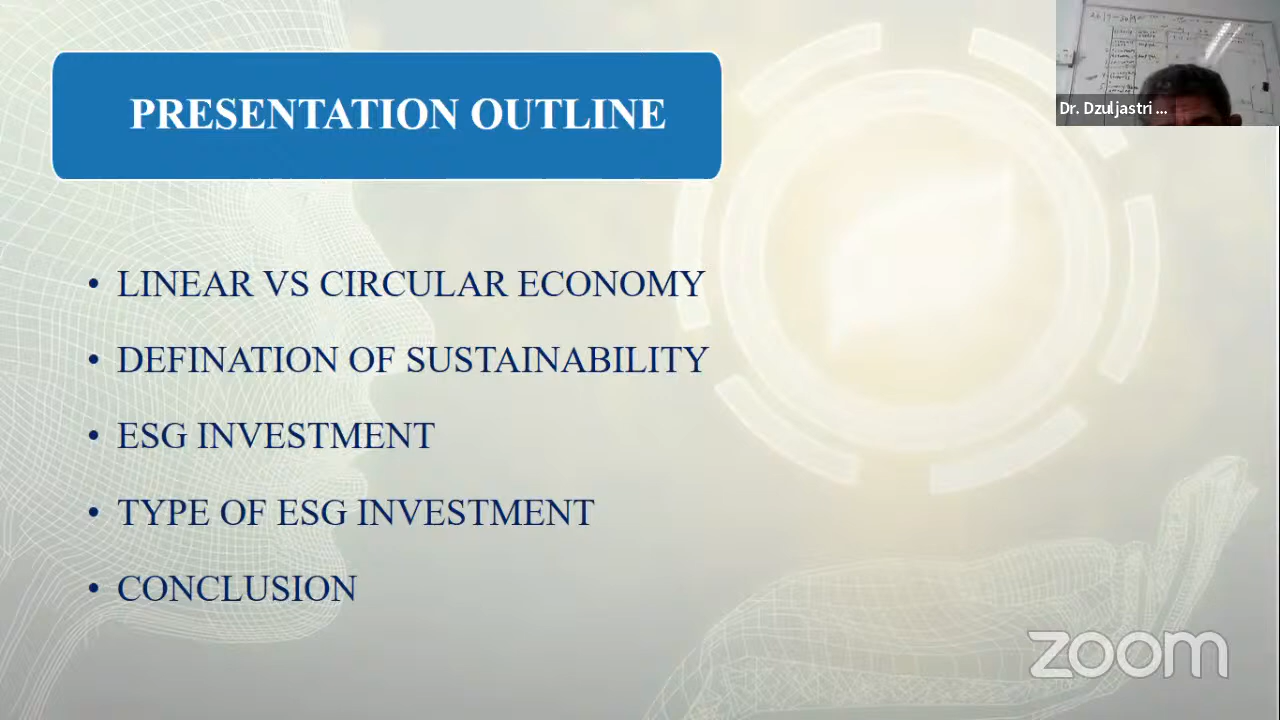 PRESENTATION OUTLINE
Dr. Dzuljastri ...
• LINEAR VS CIRCULAR ECONOMY
• DEFINATION OF SUSTAINABILITY
• ESG INVESTMENT
• TYPE OF ESG INVESTMENT
• CONCLUSION
zoom